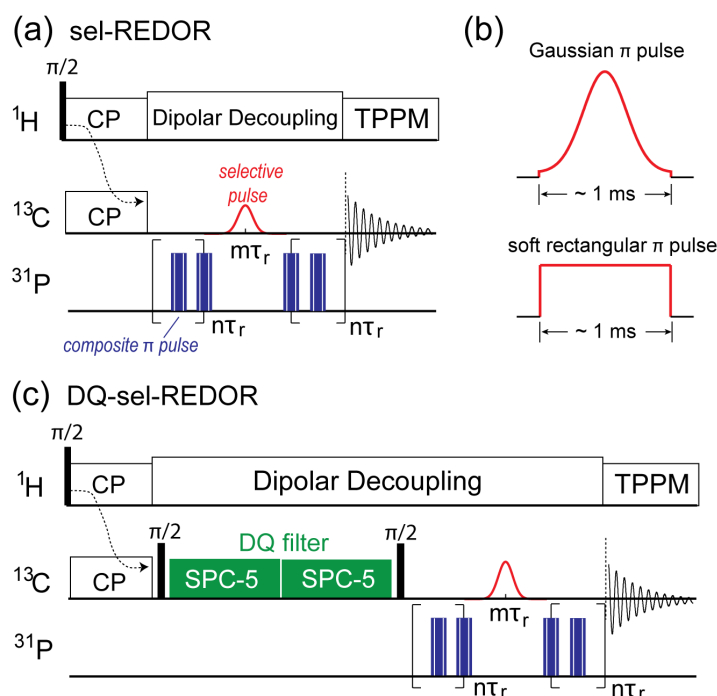 (a) sel-REDOR
π/2
¹H
CP
Dipolar Decoupling
TPPM
selective
pulse
¹³C
CP
mτr
³¹P
nτr
nτr
composite π pulse
(b)
Gaussian π pulse
~ 1 ms
soft rectangular π pulse
~ 1 ms
(c) DQ-sel-REDOR
π/2
¹H
CP
Dipolar Decoupling
TPPM
π/2
DQ filter
π/2
¹³C
CP
SPC-5
SPC-5
mτr
³¹P
nτr
nτr